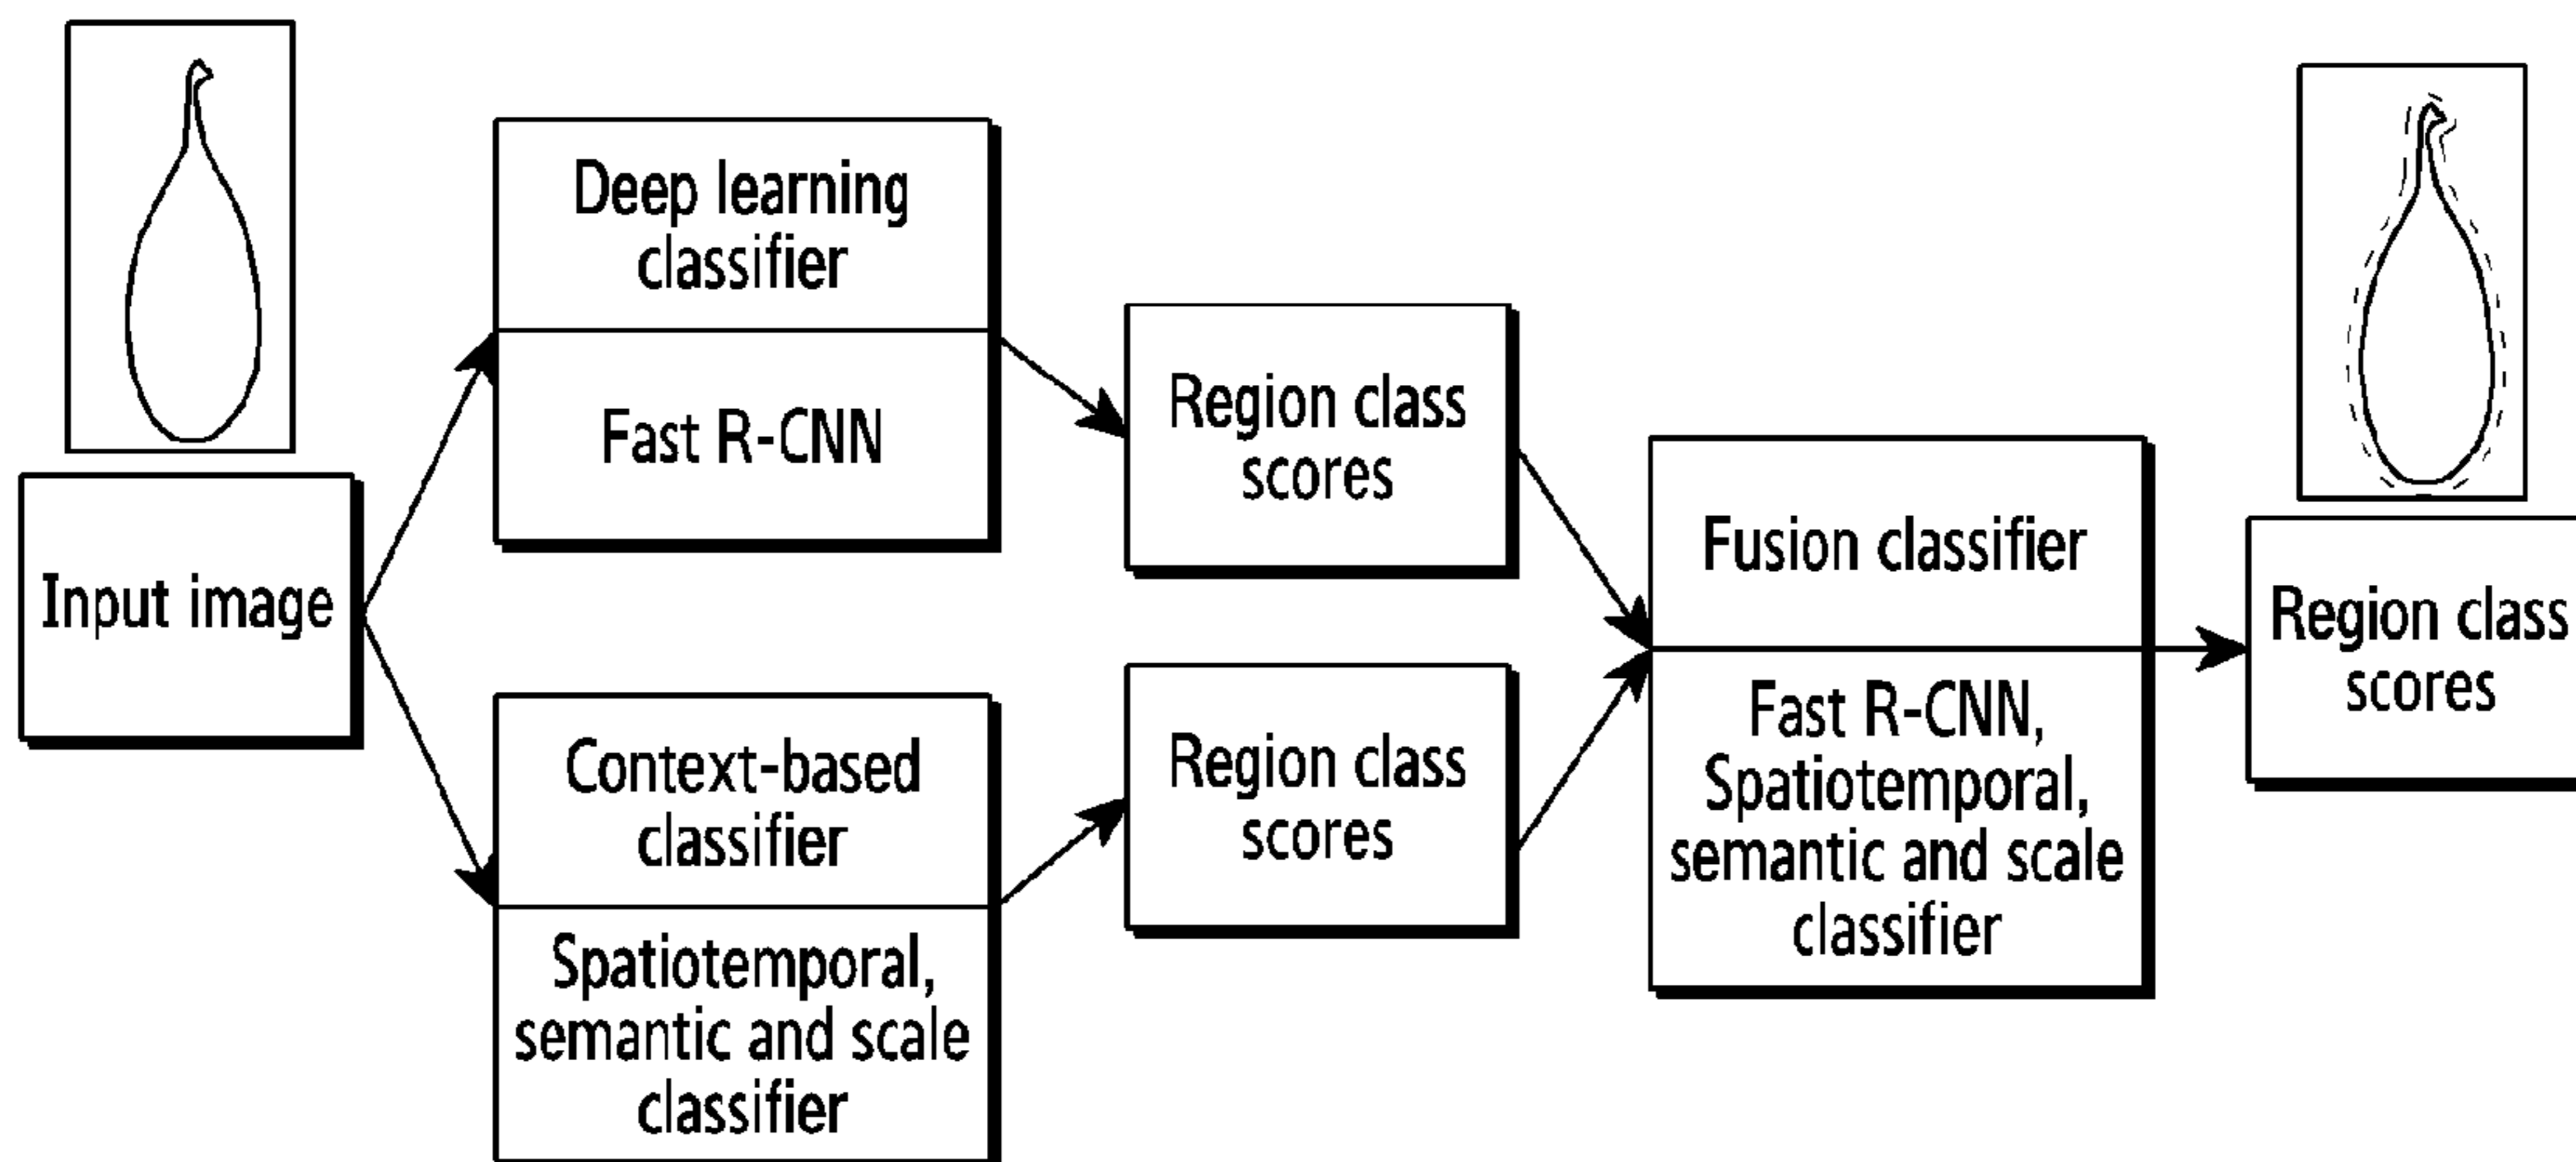 Input image
Deep learning
classifier
Fast R-CNN
Context-based
classifier
Spatiotemporal,
semantic and scale
classifier
Region class
scores
Region class
scores
Fusion classifier
Fast R-CNN,
Spatiotemporal,
semantic and scale
classifier
Region class
scores